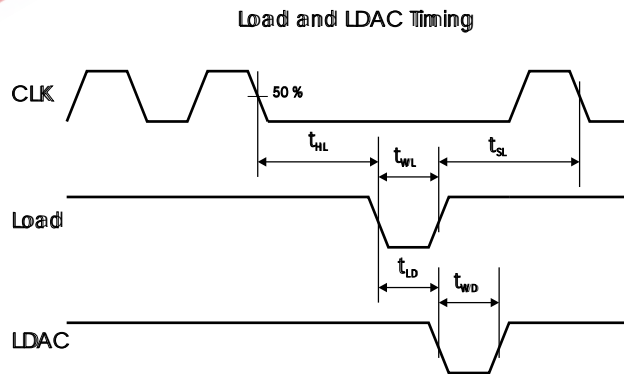 Load and LDAC Timing
CLK
50 %
tHL
tWL
tSL
Load
tLD
tWD
LDAC